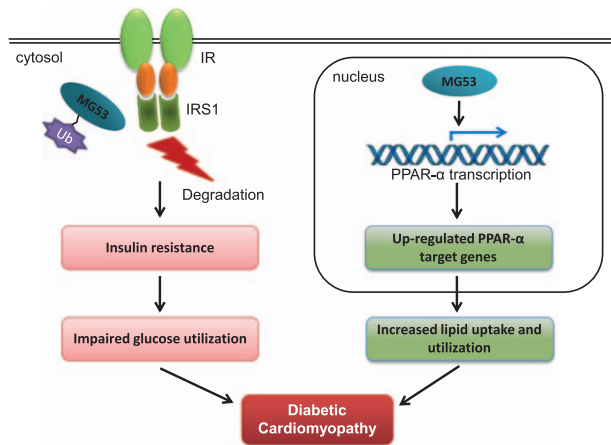 cytosol
IR
MG53
Ub
IRS1
Degradation
Insulin resistance
Impaired glucose utilization
nucleus
MG53
PPAR-α transcription
Up-regulated PPAR-α
target genes
Increased lipid uptake and
utilization
Diabetic
Cardiomyopathy